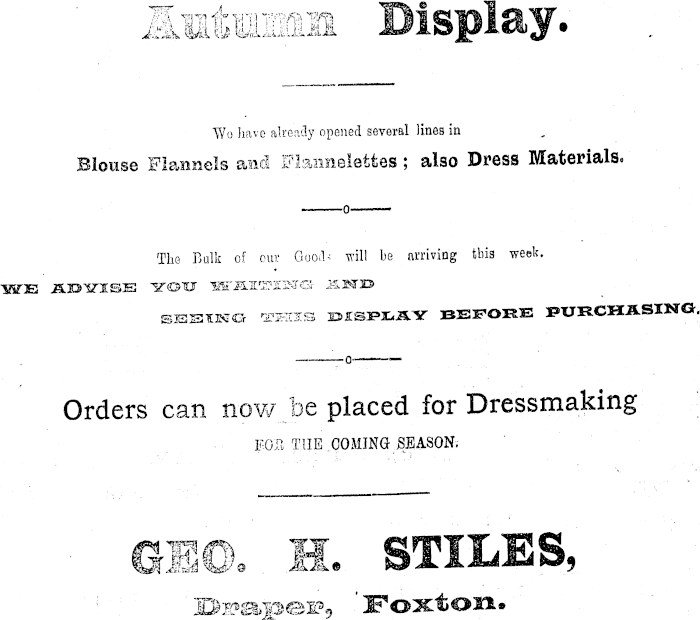 Autumn Display.
We have already opened several lines in
Blouse Flannels and Flannelettes; also Dress Materials.
The Bulk of our Goods will be arriving this week.
WE ADVISE YOU WAITING AND
SEEING THIS DISPLAY BEFORE PURCHASING.
Orders can now be placed for Dressmaking
FOR THE COMING SEASON.
GEO. H. STILES,
Draper, Foxton.